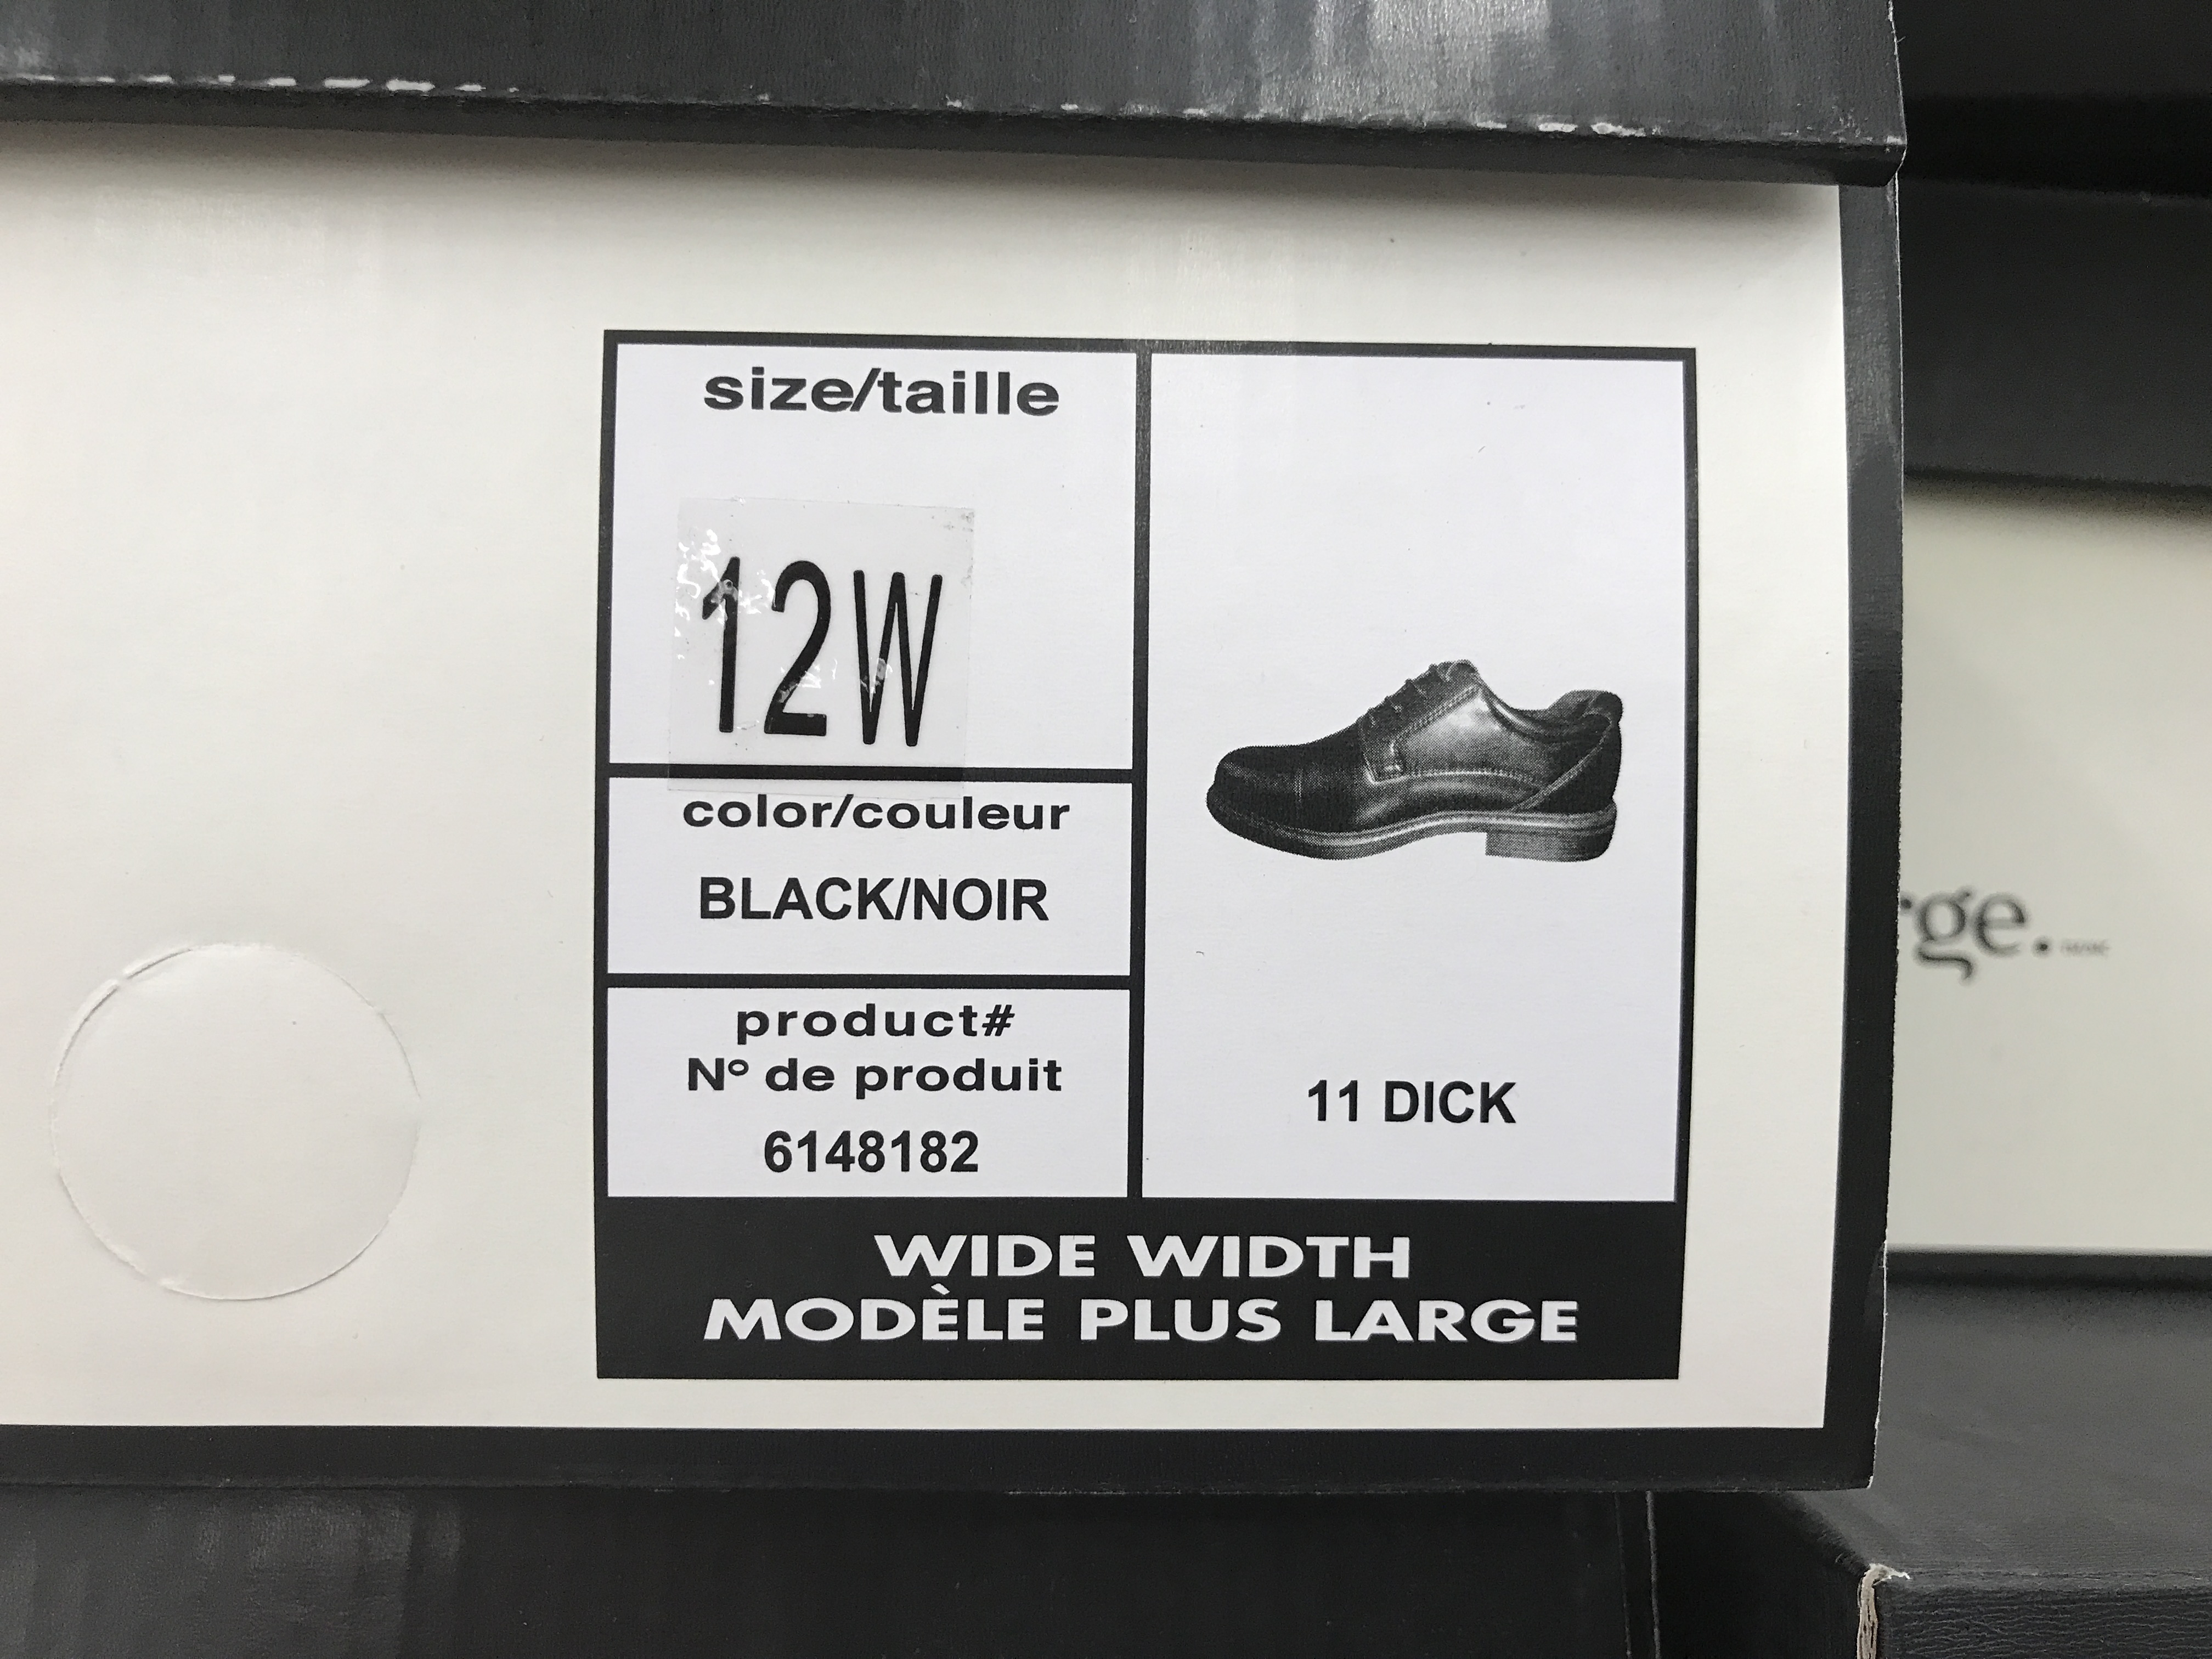 size/taille
12W
color/couleur
BLACK/NOIR
product#
Nº de produit
6148182
11 DICK
WIDE WIDTH
MODÈLE PLUS LARGE
rge.